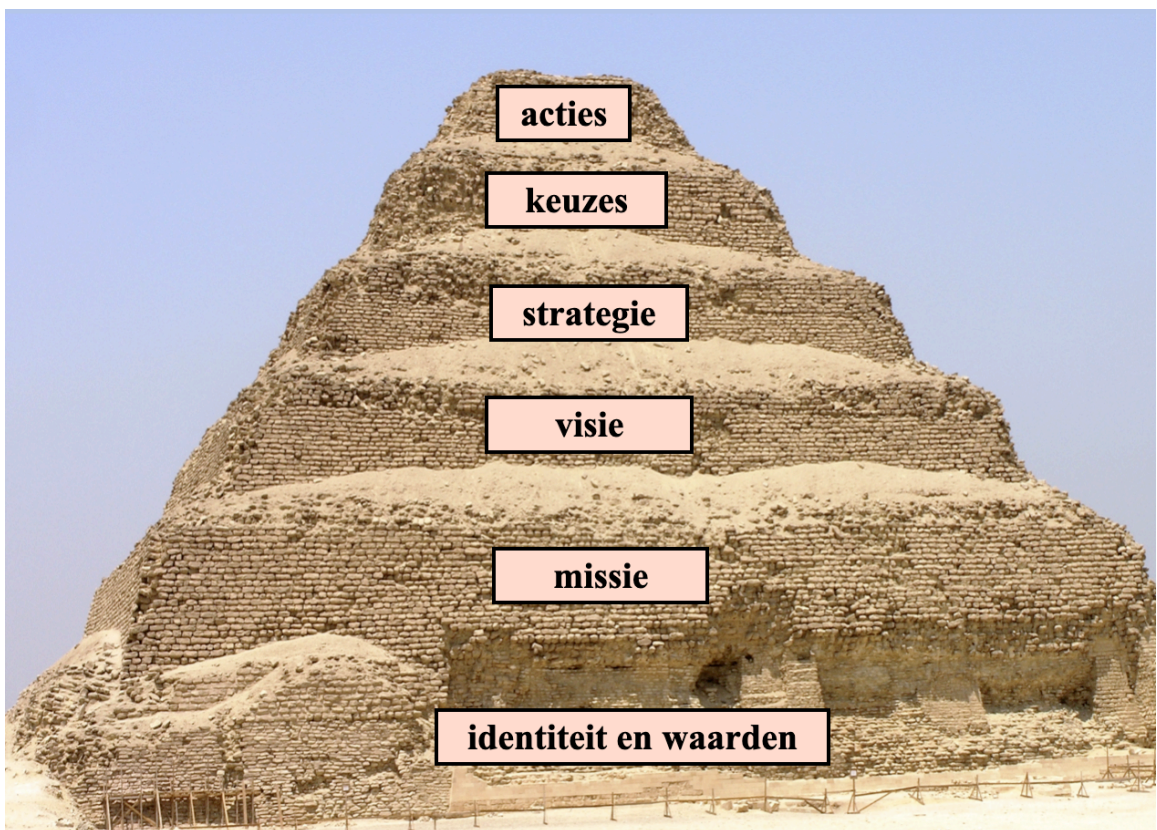 acties
keuzes
strategie
visie
missie
identiteit en waarden